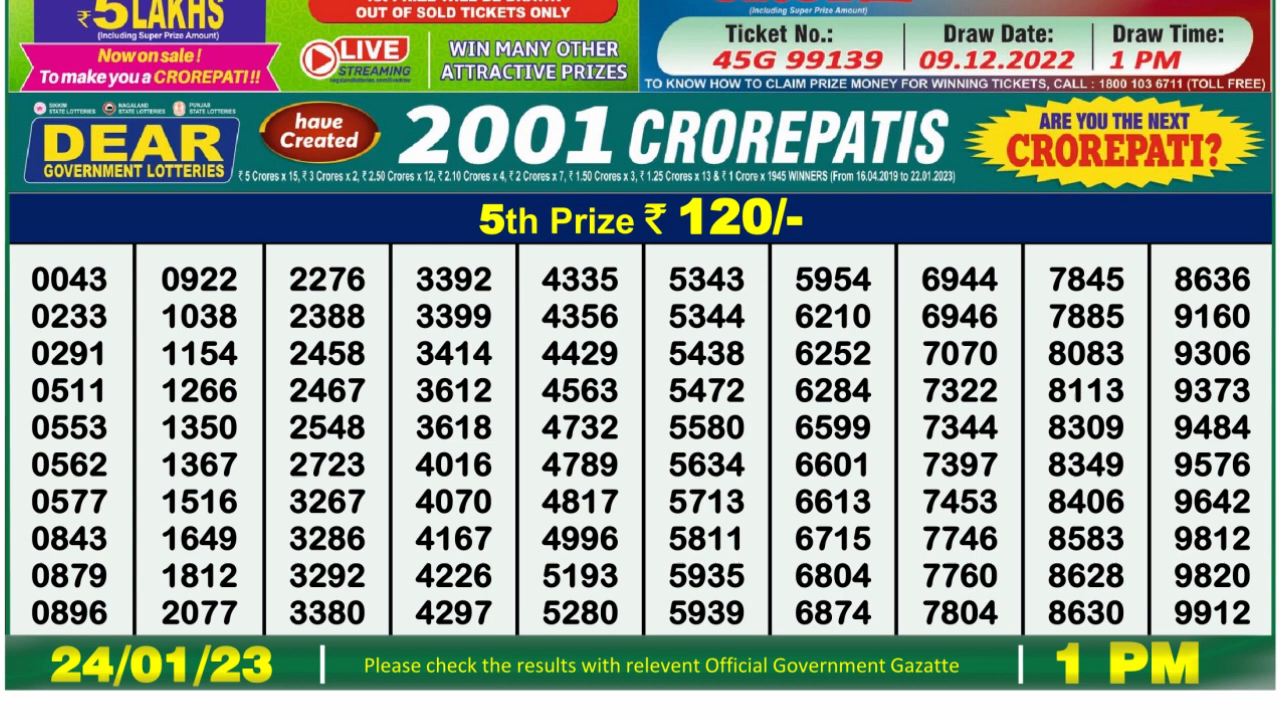 ₹5 LAKHS
(Including Super Prize Amount)
Now on sale !
To make you a CROREPATI !!
OUT OF SOLD TICKETS ONLY
LIVE
STREAMING
WIN MANY OTHER
ATTRACTIVE PRIZES
(Including Super Prize Amount)
Ticket No.: Draw Date: Draw Time:
45G 99139 09.12.2022 1 PM
TO KNOW HOW TO CLAIM PRIZE MONEY FOR WINNING TICKETS, CALL : 1800 103 6711 (TOLL FREE)
SIKKIM STATE LOTTERIES NAGALAND STATE LOTTERIES PUNJAB STATE LOTTERIES
DEAR
GOVERNMENT LOTTERIES
have
Created
2001 CROREPATIS
₹ 5 Crores x 15, ₹ 3 Crores x 2, ₹ 2.50 Crores x 12, ₹ 2.10 Crores x 4, ₹ 2 Crores x 7, ₹ 1.50 Crores x 3, ₹ 1.25 Crores x 13 & ₹ 1 Crore x 1945 WINNERS (From 16.04.2019 to 22.01.2023)
ARE YOU THE NEXT
CROREPATI?
5th Prize ₹ 120/-
0043 0922 2276 3392 4335 5343 5954 6944 7845 8636
0233 1038 2388 3399 4356 5344 6210 6946 7885 9160
0291 1154 2458 3414 4429 5438 6252 7070 8083 9306
0511 1266 2467 3612 4563 5472 6284 7322 8113 9373
0553 1350 2548 3618 4732 5580 6599 7344 8309 9484
0562 1367 2723 4016 4789 5634 6601 7397 8349 9576
0577 1516 3267 4070 4817 5713 6613 7453 8406 9642
0843 1649 3286 4167 4996 5811 6715 7746 8583 9812
0879 1812 3292 4226 5193 5935 6804 7760 8628 9820
0896 2077 3380 4297 5280 5939 6874 7804 8630 9912
24/01/23 Please check the results with relevent Official Government Gazatte 1 PM